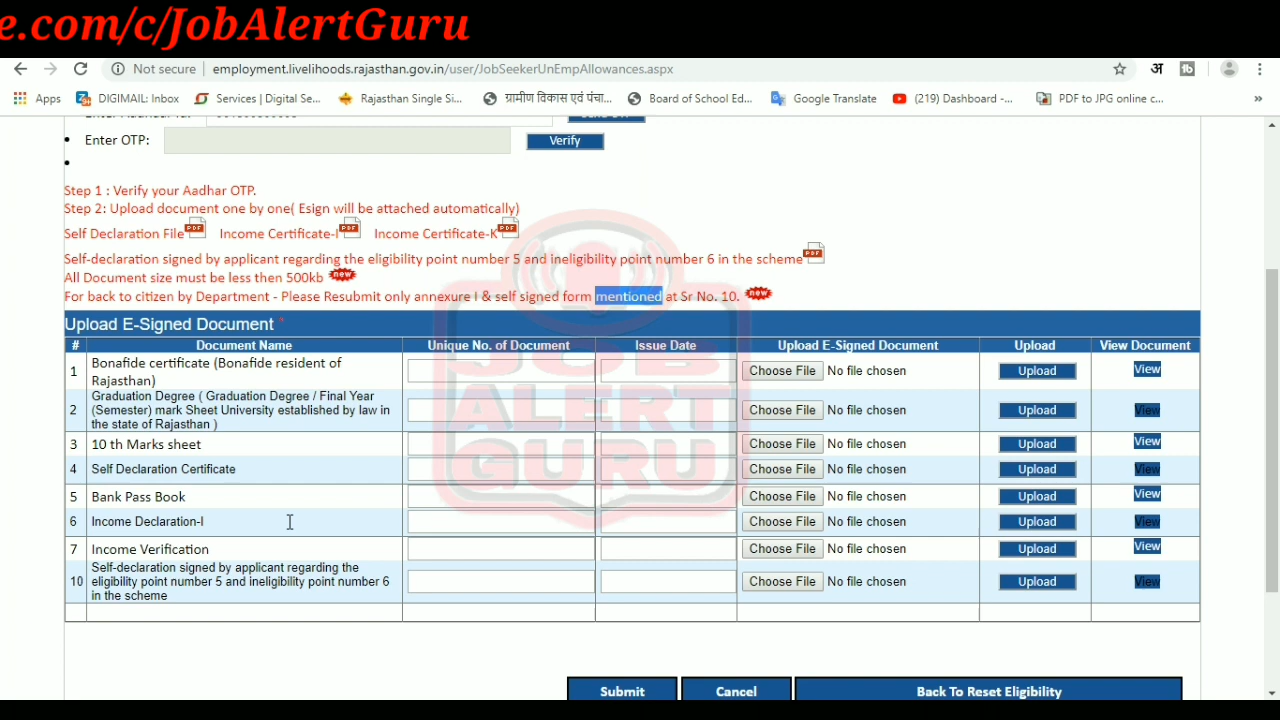 e.com/c/JobAlertGuru
Not secure | employment.livelihoods.rajasthan.gov.in/user/JobSeekerUnEmpAllowances.aspx
Apps DIGIMAIL: Inbox Services | Digital Se... Rajasthan Single Si... ग्रामीण विकास एवं पंचा... Board of School Ed... Google Translate (219) Dashboard -... PDF to JPG online c... »
Enter OTP: Verify
Step 1 : Verify your Aadhar OTP.
Step 2: Upload document one by one( Esign will be attached automatically)
Self Declaration File PDF Income Certificate-I PDF Income Certificate-K PDF
Self-declaration signed by applicant regarding the eligibility point number 5 and ineligibility point number 6 in the scheme PDF
All Document size must be less then 500kb new
For back to citizen by Department - Please Resubmit only annexure I & self signed form mentioned at Sr No. 10. new
Upload E-Signed Document *
# Document Name Unique No. of Document Issue Date Upload E-Signed Document Upload View Document
1 Bonafide certificate (Bonafide resident of Rajasthan) Choose File No file chosen Upload View
2 Graduation Degree ( Graduation Degree / Final Year
(Semester) mark Sheet University established by law in
the state of Rajasthan ) Choose File No file chosen Upload View
3 10 th Marks sheet Choose File No file chosen Upload View
4 Self Declaration Certificate Choose File No file chosen Upload View
5 Bank Pass Book Choose File No file chosen Upload View
6 Income Declaration-I Choose File No file chosen Upload View
7 Income Verification Choose File No file chosen Upload View
10 Self-declaration signed by applicant regarding the
eligibility point number 5 and ineligibility point number 6
in the scheme Choose File No file chosen Upload View
JOB
ALERT
GURU
Submit Cancel Back To Reset Eligibility